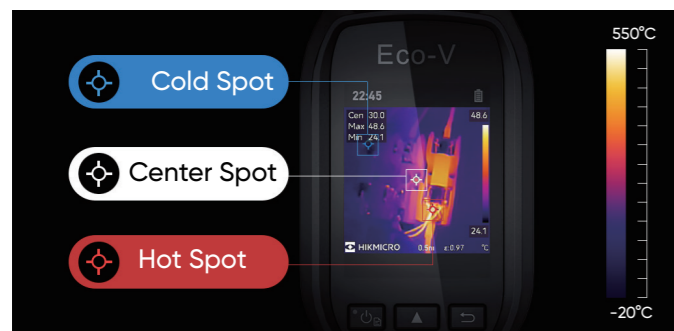 550°C
Eco-V
Cold Spot
22:45
Cen 30.0
48.6
Max 48.6
Min 24.1
Center Spot
24.1
Hot Spot
HIKMICRO 0.5m ε:0.97 °C
-20°C